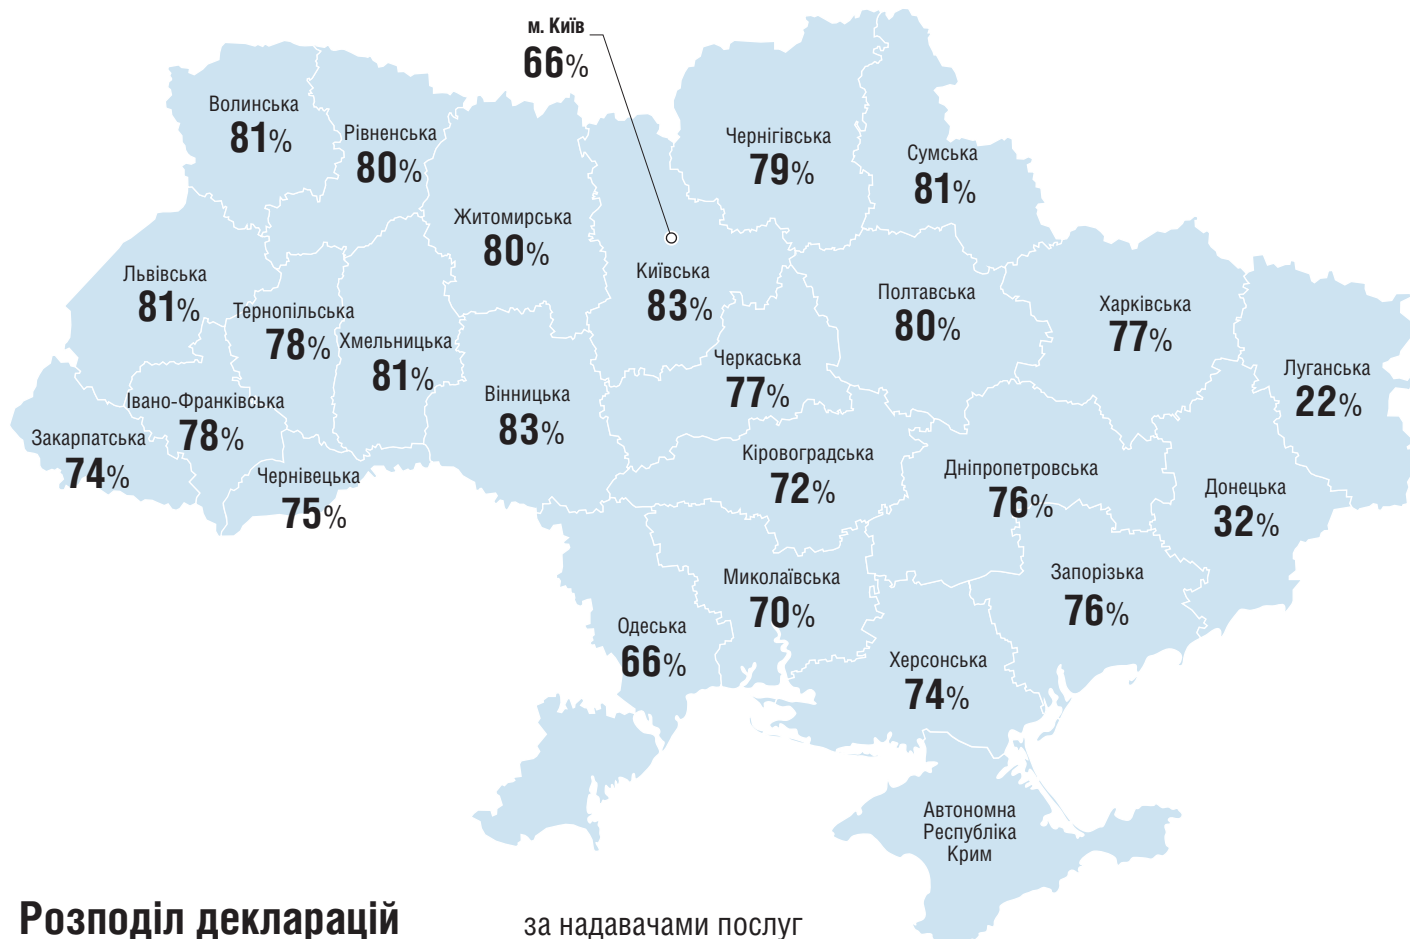 м. Київ
66%
Волинська
81%
Рівненська
80%
Чернігівська
79%
Сумська
81%
Житомирська
80%
Львівська
81%
Тернопільська
78%
Хмельницька
81%
Київська
83%
Полтавська
80%
Харківська
77%
Черкаська
77%
Вінницька
83%
Луганська
22%
Івано-Франківська
78%
Закарпатська
74%
Чернівецька
75%
Кіровоградська
72%
Дніпропетровська
76%
Донецька
32%
Миколаївська
70%
Запорізька
76%
Одеська
66%
Херсонська
74%
Автономна
Республіка
Крим
Розподіл декларацій
за надавачами послуг